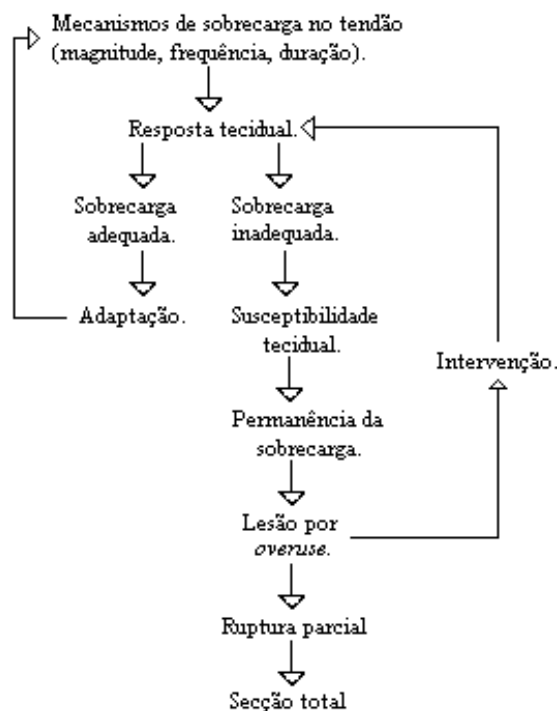 Mecanismos de sobrecarga no tendão
(magnitude, frequência, duração).
Resposta tecidual.
Sobrecarga
adequada.
Sobrecarga
inadequada.
Adaptação.
Susceptibilidade
tecidual.
Intervenção.
Permanência da
sobrecarga.
Lesão por
overuse.
Ruptura parcial
Secção total